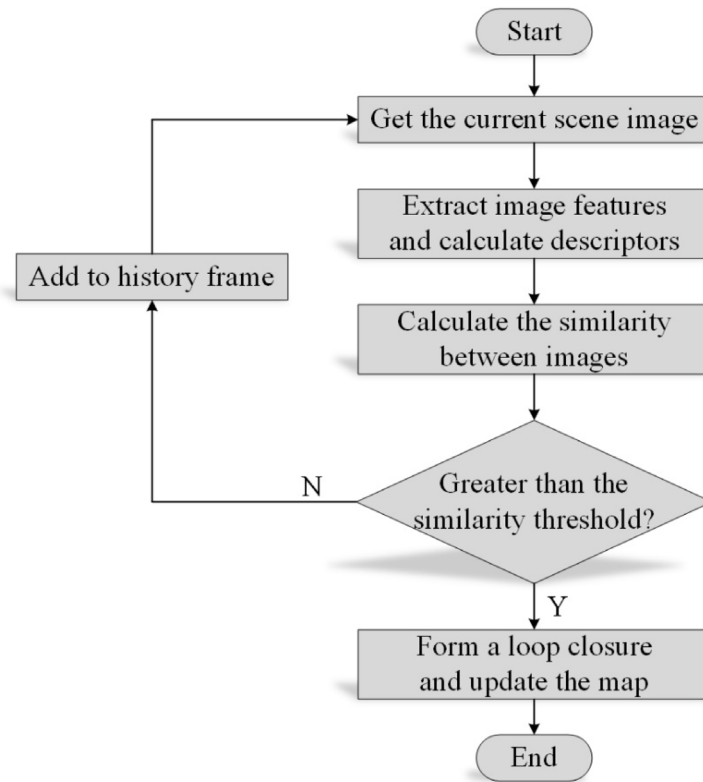 Start
Get the current scene image
Extract image features
and calculate descriptors
Add to history frame
Calculate the similarity
between images
Greater than the
similarity threshold?
N
Y
Form a loop closure
and update the map
End